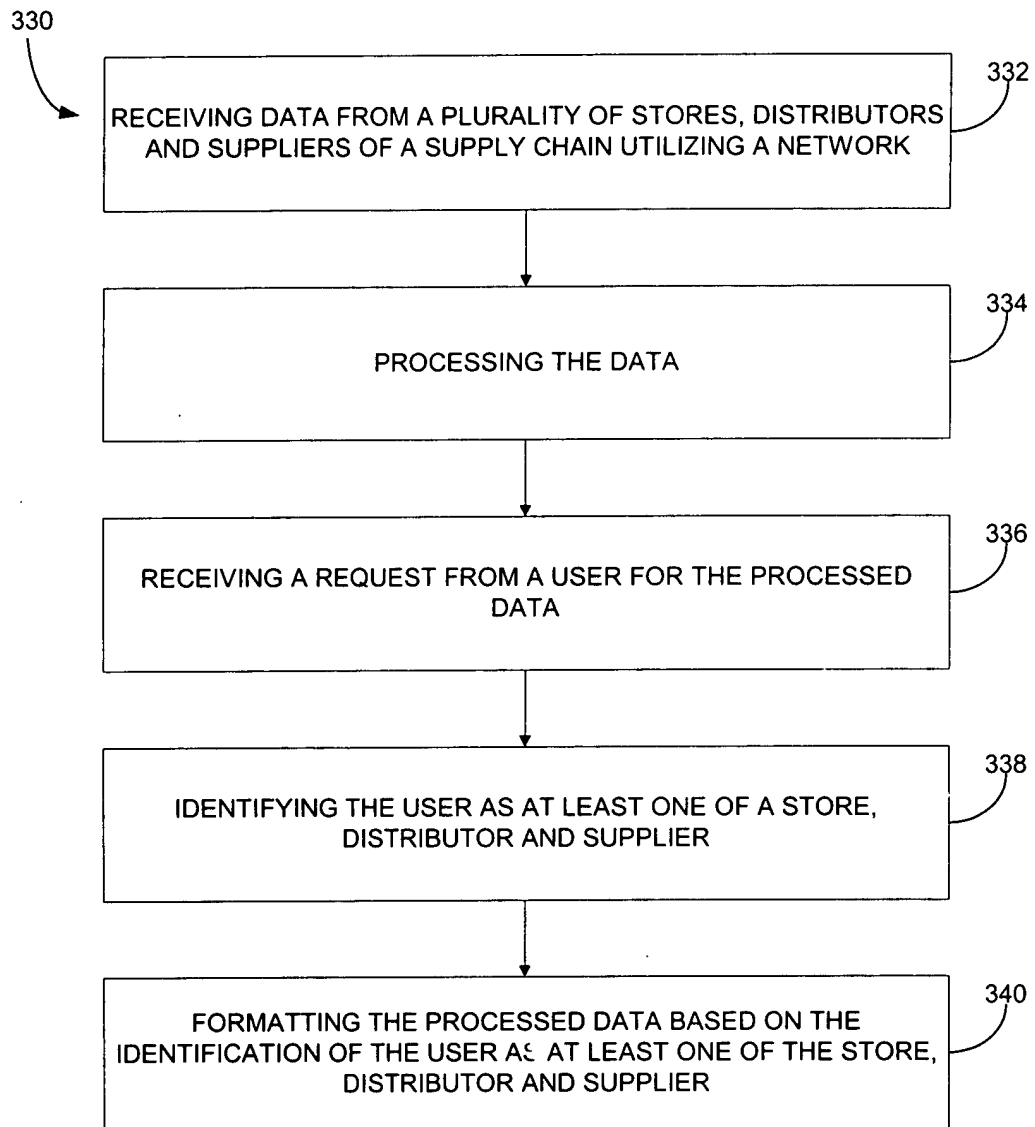 330
332
RECEIVING DATA FROM A PLURALITY OF STORES, DISTRIBUTORS
AND SUPPLIERS OF A SUPPLY CHAIN UTILIZING A NETWORK
334
PROCESSING THE DATA
336
RECEIVING A REQUEST FROM A USER FOR THE PROCESSED
DATA
338
IDENTIFYING THE USER AS AT LEAST ONE OF A STORE,
DISTRIBUTOR AND SUPPLIER
340
FORMATTING THE PROCESSED DATA BASED ON THE
IDENTIFICATION OF THE USER AS AT LEAST ONE OF THE STORE,
DISTRIBUTOR AND SUPPLIER